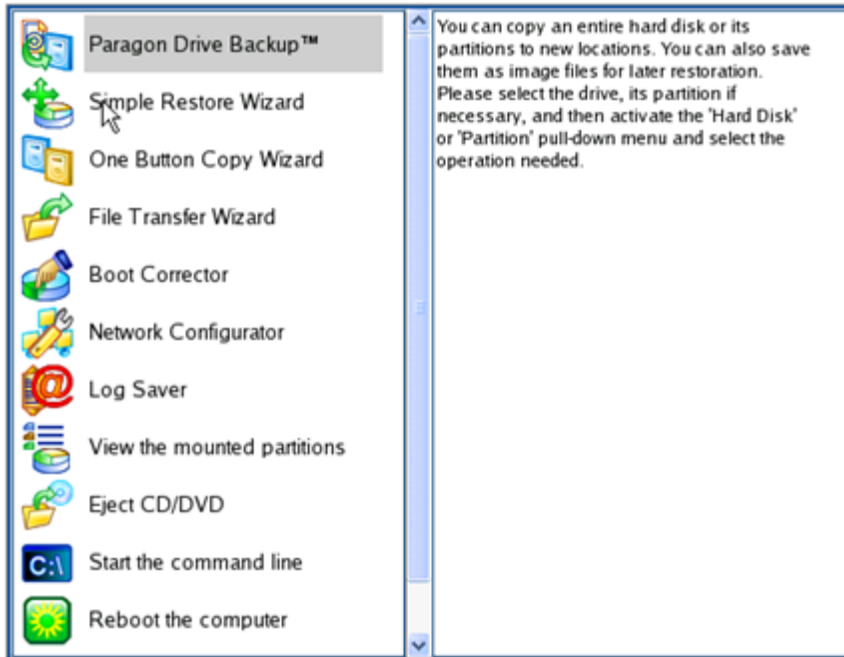 Paragon Drive Backup™
Simple Restore Wizard
One Button Copy Wizard
File Transfer Wizard
Boot Corrector
Network Configurator
Log Saver
View the mounted partitions
Eject CD/DVD
C:\
Start the command line
Reboot the computer
You can copy an entire hard disk or its
partitions to new locations. You can also save
them as image files for later restoration.
Please select the drive, its partition if
necessary, and then activate the 'Hard Disk'
or 'Partition' pull-down menu and select the
operation needed.